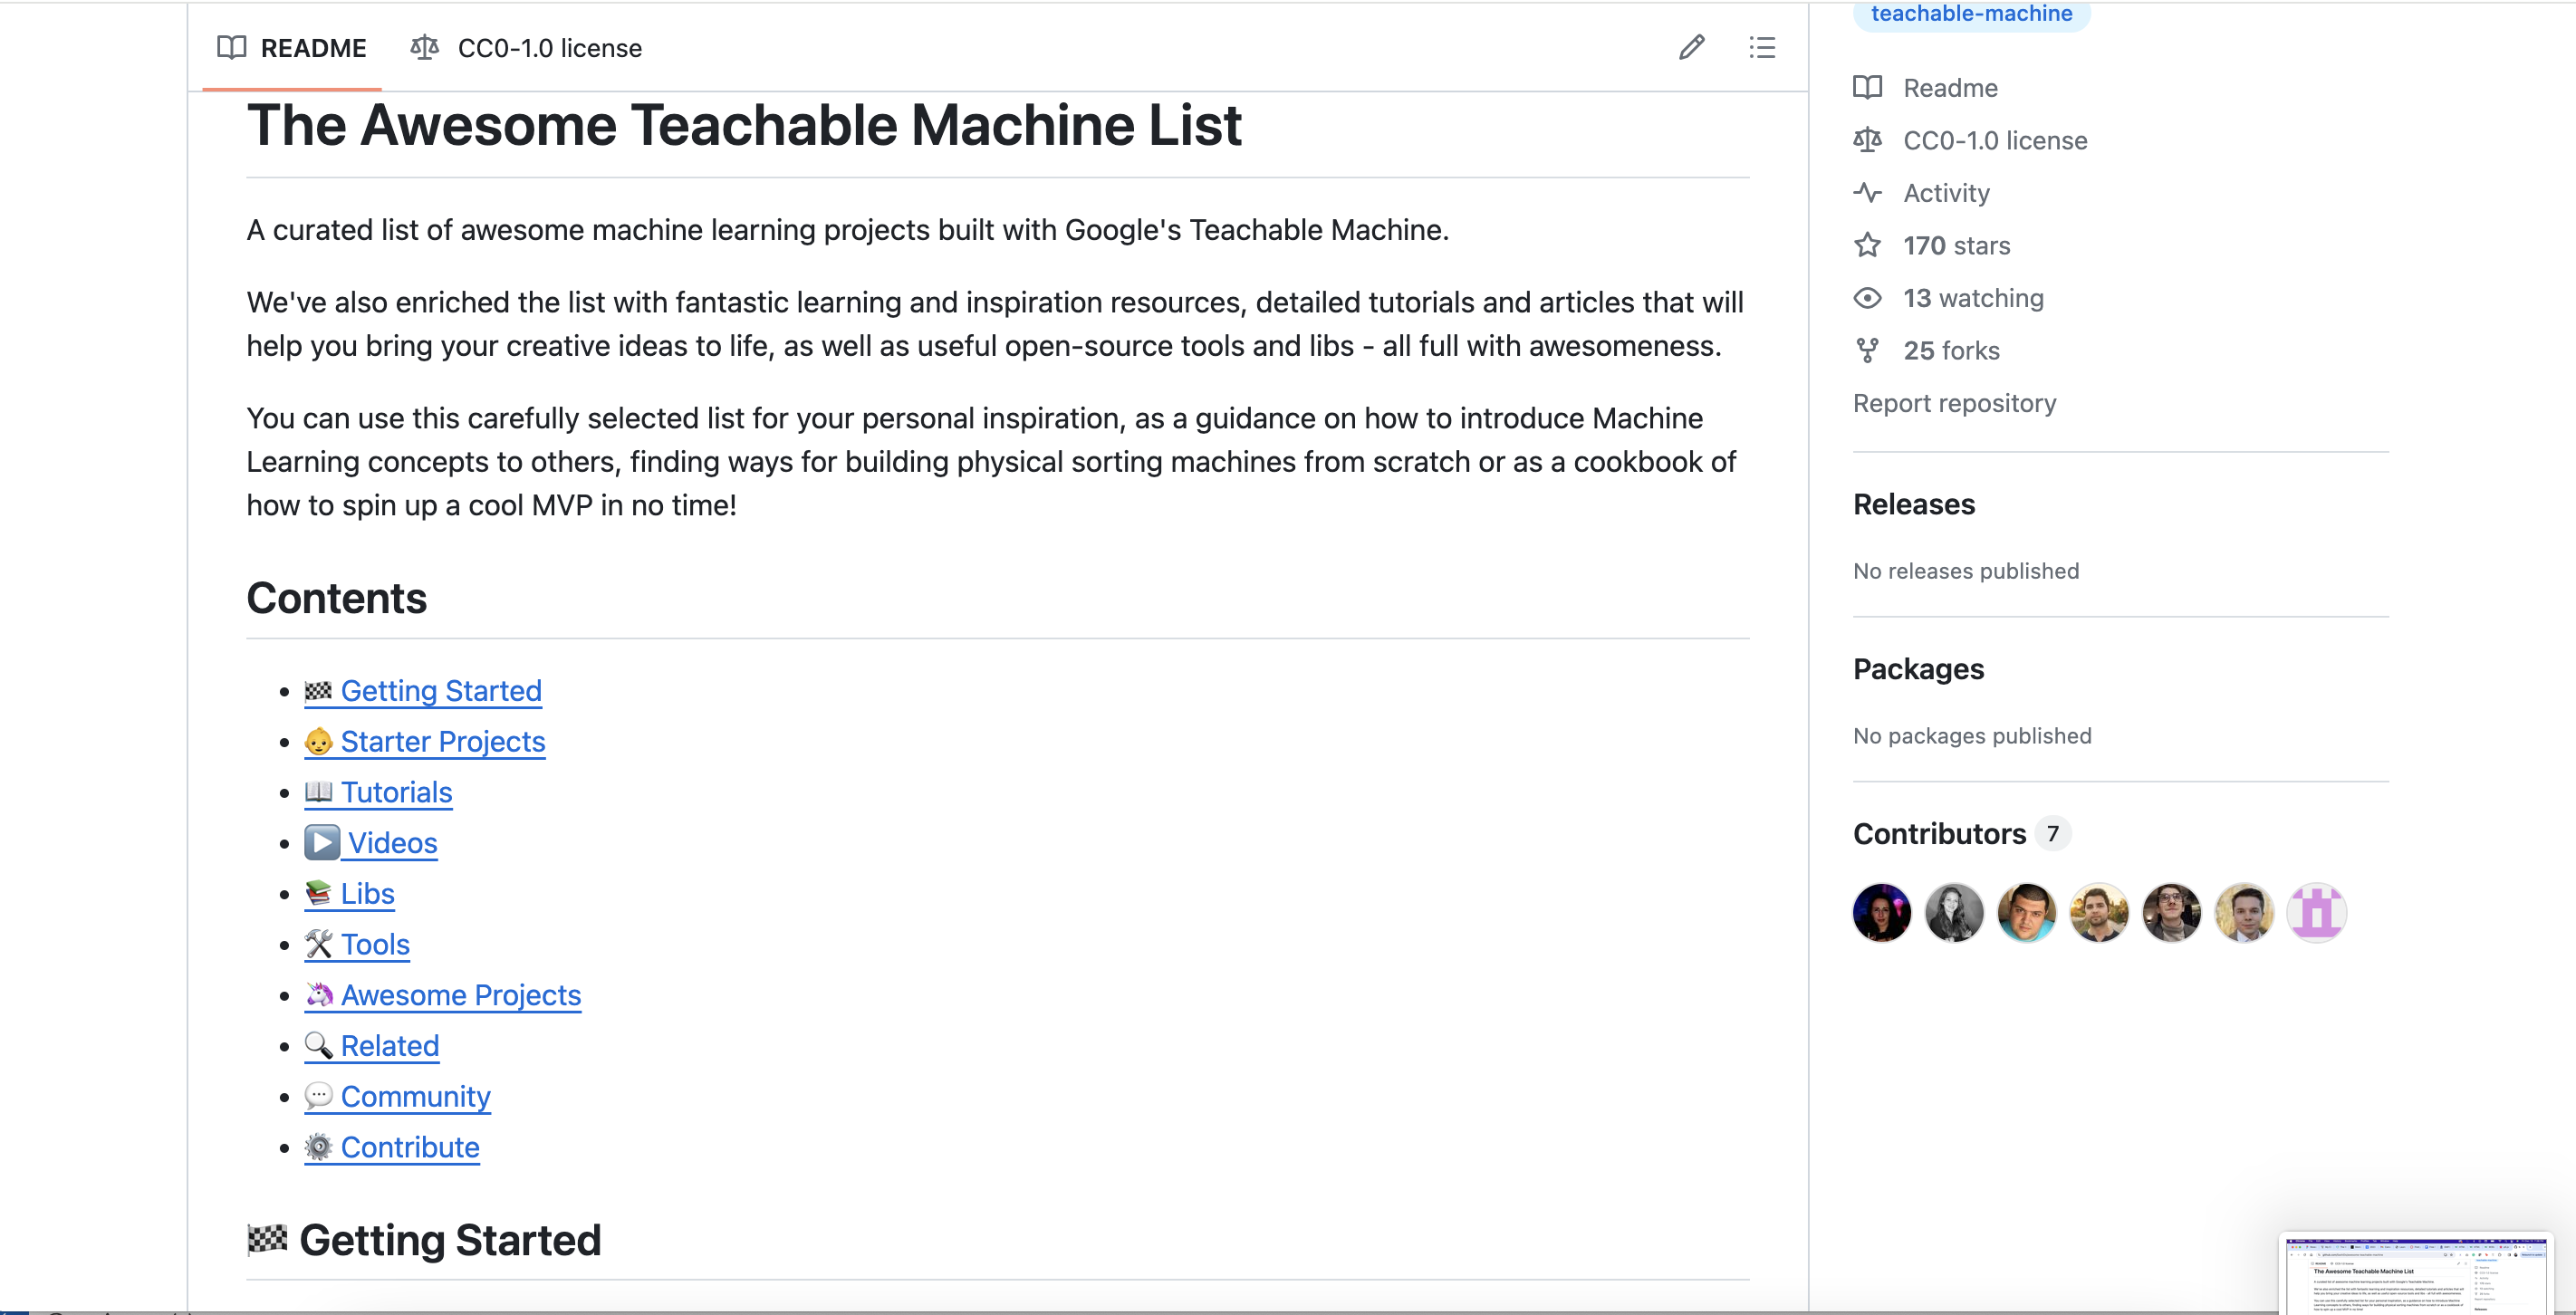 README
CC0-1.0 license
The Awesome Teachable Machine List
A curated list of awesome machine learning projects built with Google's Teachable Machine.
We've also enriched the list with fantastic learning and inspiration resources, detailed tutorials and articles that will
help you bring your creative ideas to life, as well as useful open-source tools and libs - all full with awesomeness.
You can use this carefully selected list for your personal inspiration, as a guidance on how to introduce Machine
Learning concepts to others, finding ways for building physical sorting machines from scratch or as a cookbook of
how to spin up a cool MVP in no time!
Contents
Getting Started
Starter Projects
Tutorials
Videos
Libs
Tools
Awesome Projects
Related
Community
Contribute
Getting Started
teachable-machine
Readme
CC0-1.0 license
Activity
170 stars
13 watching
25 forks
Report repository
Releases
No releases published
Packages
No packages published
Contributors 7
The Awesome Teachable Machine List